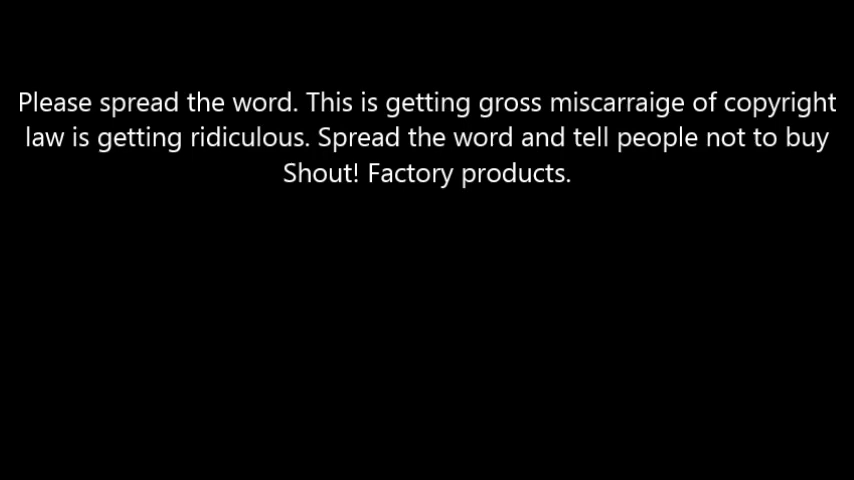 Please spread the word. This is getting gross miscarraige of copyright
law is getting ridiculous. Spread the word and tell people not to buy
Shout! Factory products.